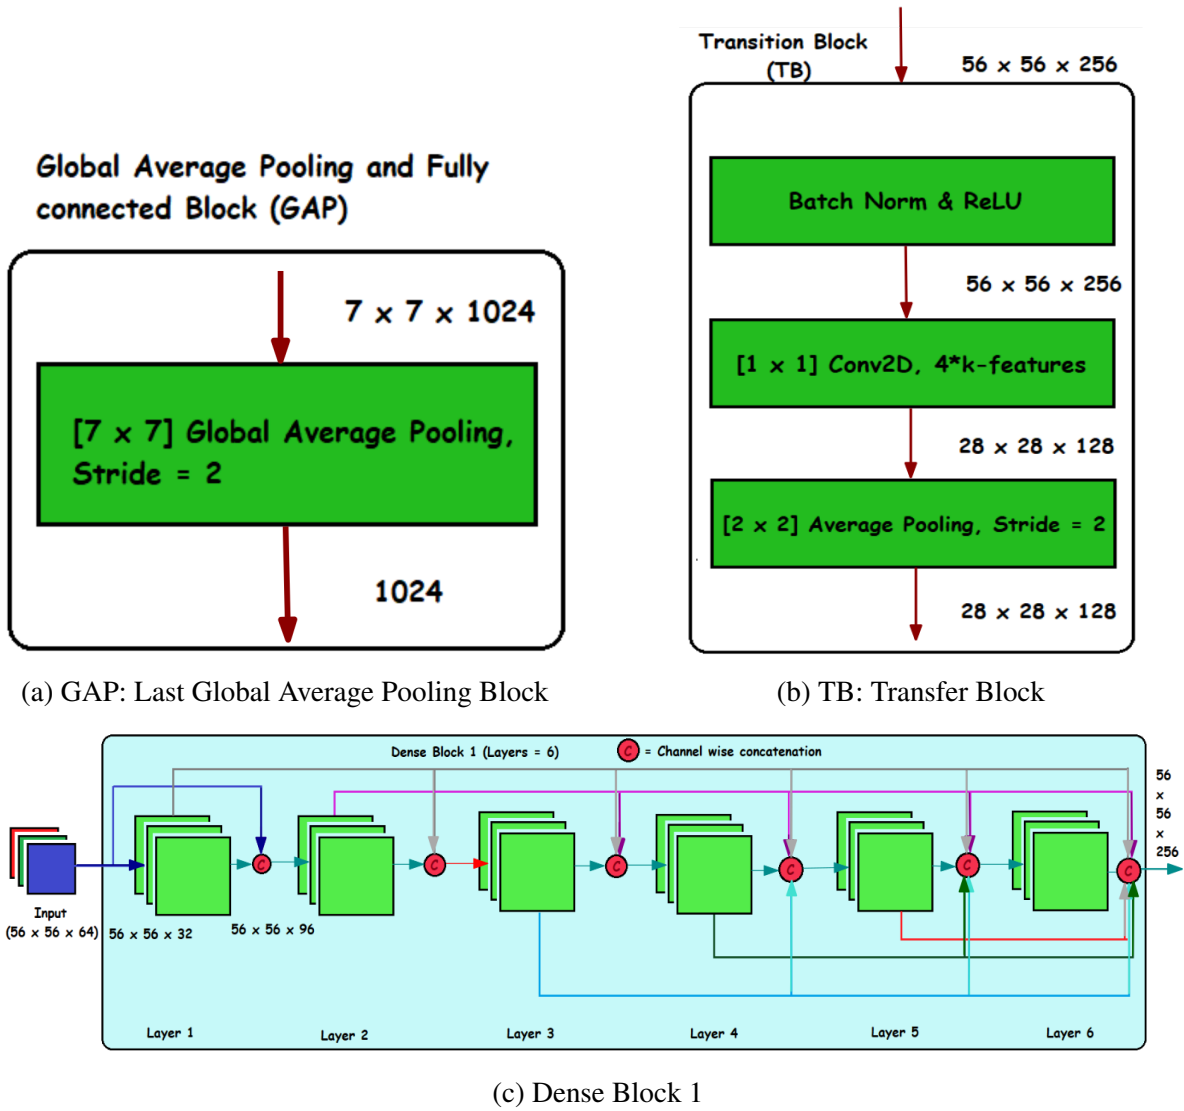 Global Average Pooling and Fully
connected Block (GAP)
7 x 7 x 1024
[7 x 7] Global Average Pooling,
Stride = 2
1024
(a) GAP: Last Global Average Pooling Block
Transition Block
(TB)
56 x 56 x 256
Batch Norm & ReLU
56 x 56 x 256
[1 x 1] Conv2D, 4*k-features
28 x 28 x 128
[2 x 2] Average Pooling, Stride = 2
28 x 28 x 128
(b) TB: Transfer Block
Dense Block 1 (Layers = 6)
C = Channel wise concatenation
56
x
56
x
256
C
C
C
C
C
C
Input
(56 x 56 x 64)
56 x 56 x 32
56 x 56 x 96
Layer 1
Layer 2
Layer 3
Layer 4
Layer 5
Layer 6
(c) Dense Block 1